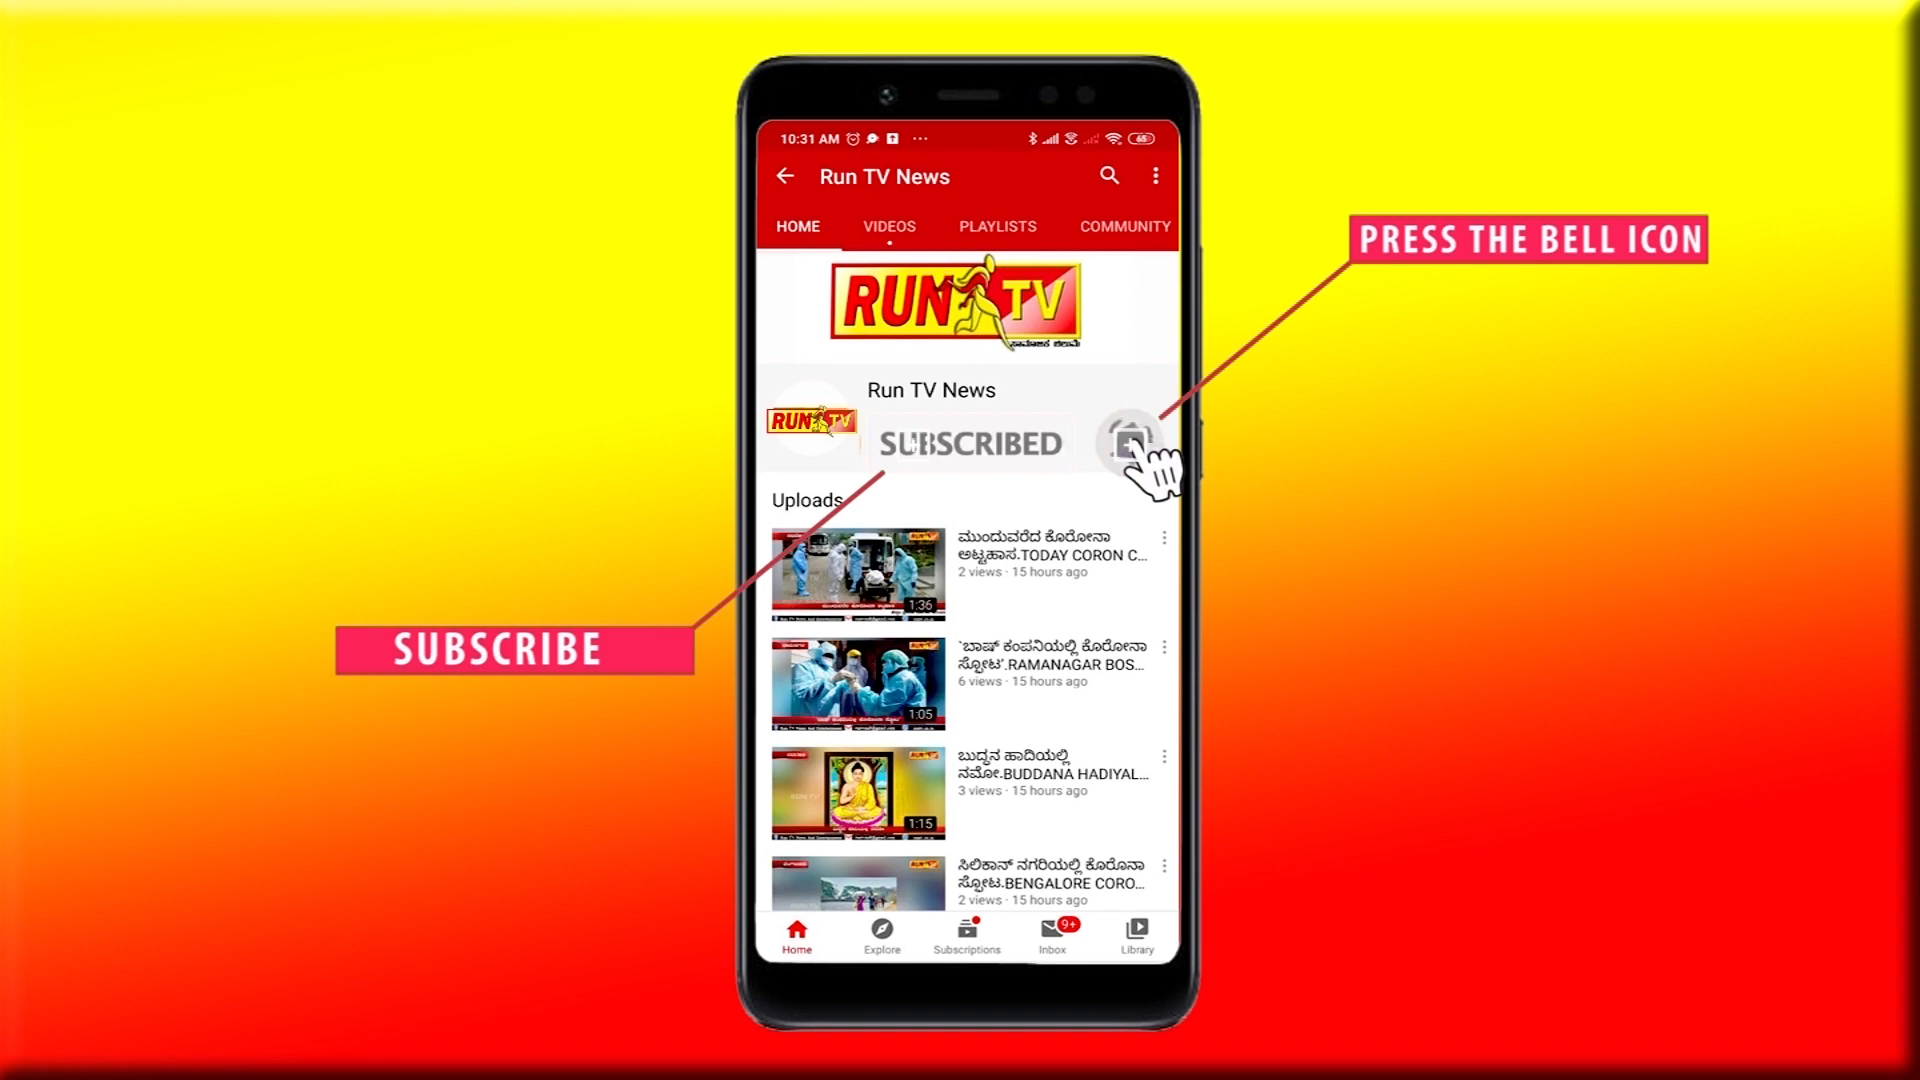 10:31 AM
65
Run TV News
HOME VIDEOS PLAYLISTS COMMUNITY
PRESS THE BELL ICON
RUN TV
ಸಾಮಾಜಿಕ ಚಿಲುಮೆ
Run TV News
RUN TV
SUBSCRIBED
Uploads
SUBSCRIBE
ಮುಂದುವರೆದ ಕೊರೋನಾ
ಅಟ್ಟಹಾಸ.TODAY CORON C...
2 views · 15 hours ago
1:36
`ಬಾಷ್ ಕಂಪನಿಯಲ್ಲಿ ಕೊರೋನಾ
ಸ್ಫೋಟ'.RAMANAGAR BOS...
6 views · 15 hours ago
1:05
ಬುದ್ಧನ ಹಾದಿಯಲ್ಲಿ
ನಮೋ.BUDDANA HADIYAL...
3 views · 15 hours ago
1:15
ಸಿಲಿಕಾನ್ ನಗರಿಯಲ್ಲಿ ಕೊರೊನಾ
ಸ್ಫೋಟ.BENGALORE CORO...
2 views · 15 hours ago
9+
Home Explore Subscriptions Inbox Library